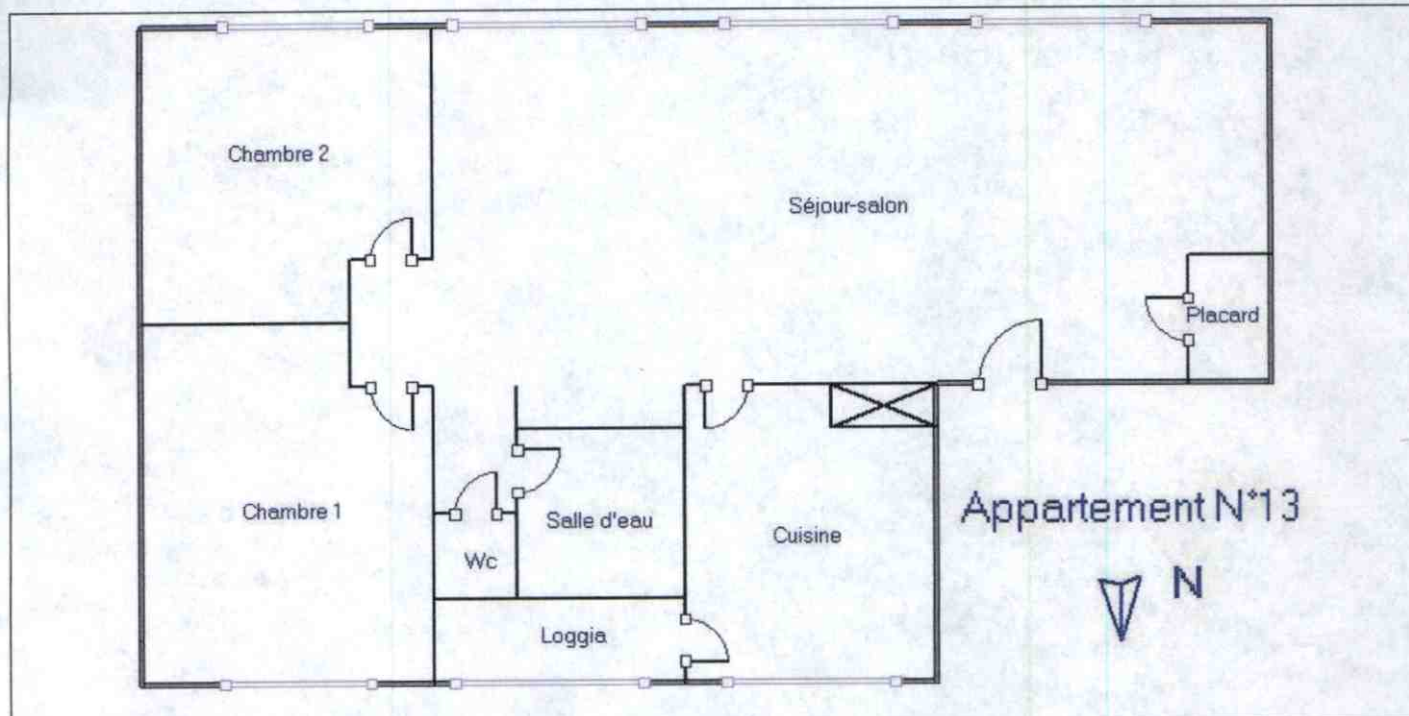 Chambre 2
Séjour-salon
Placard
Chambre 1
Salle d'eau
Cuisine
Appartement N°13
Wc
N
Loggia